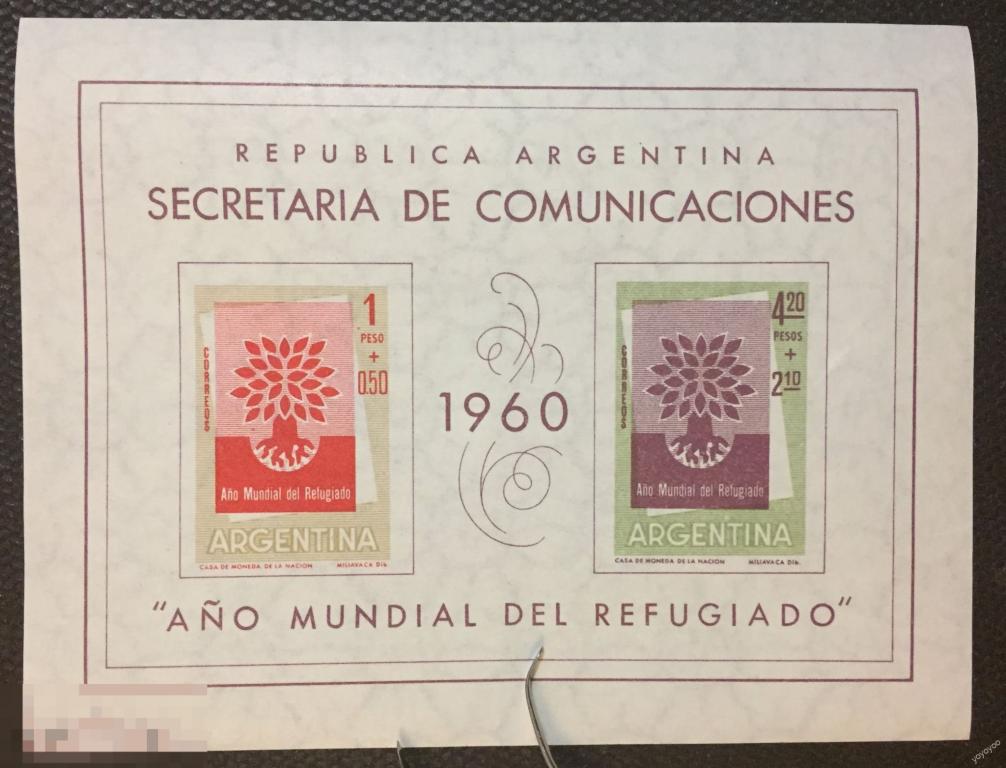 REPUBLICA ARGENTINA
SECRETARIA DE COMUNICACIONES
CORREOS
1
PESO
+
0.50
Año Mundial del Refugiado
ARGENTINA
CASA DE MONEDA DE LA NACION MILIAVACA DIB.
1960
CORREOS
4 20
PESOS
+
2 10
Año Mundial del Refugiado
ARGENTINA
CASA DE MONEDA DE LA NACION MILIAVACA DIB.
"AÑO MUNDIAL DEL REFUGIADO"
yoyoyoo